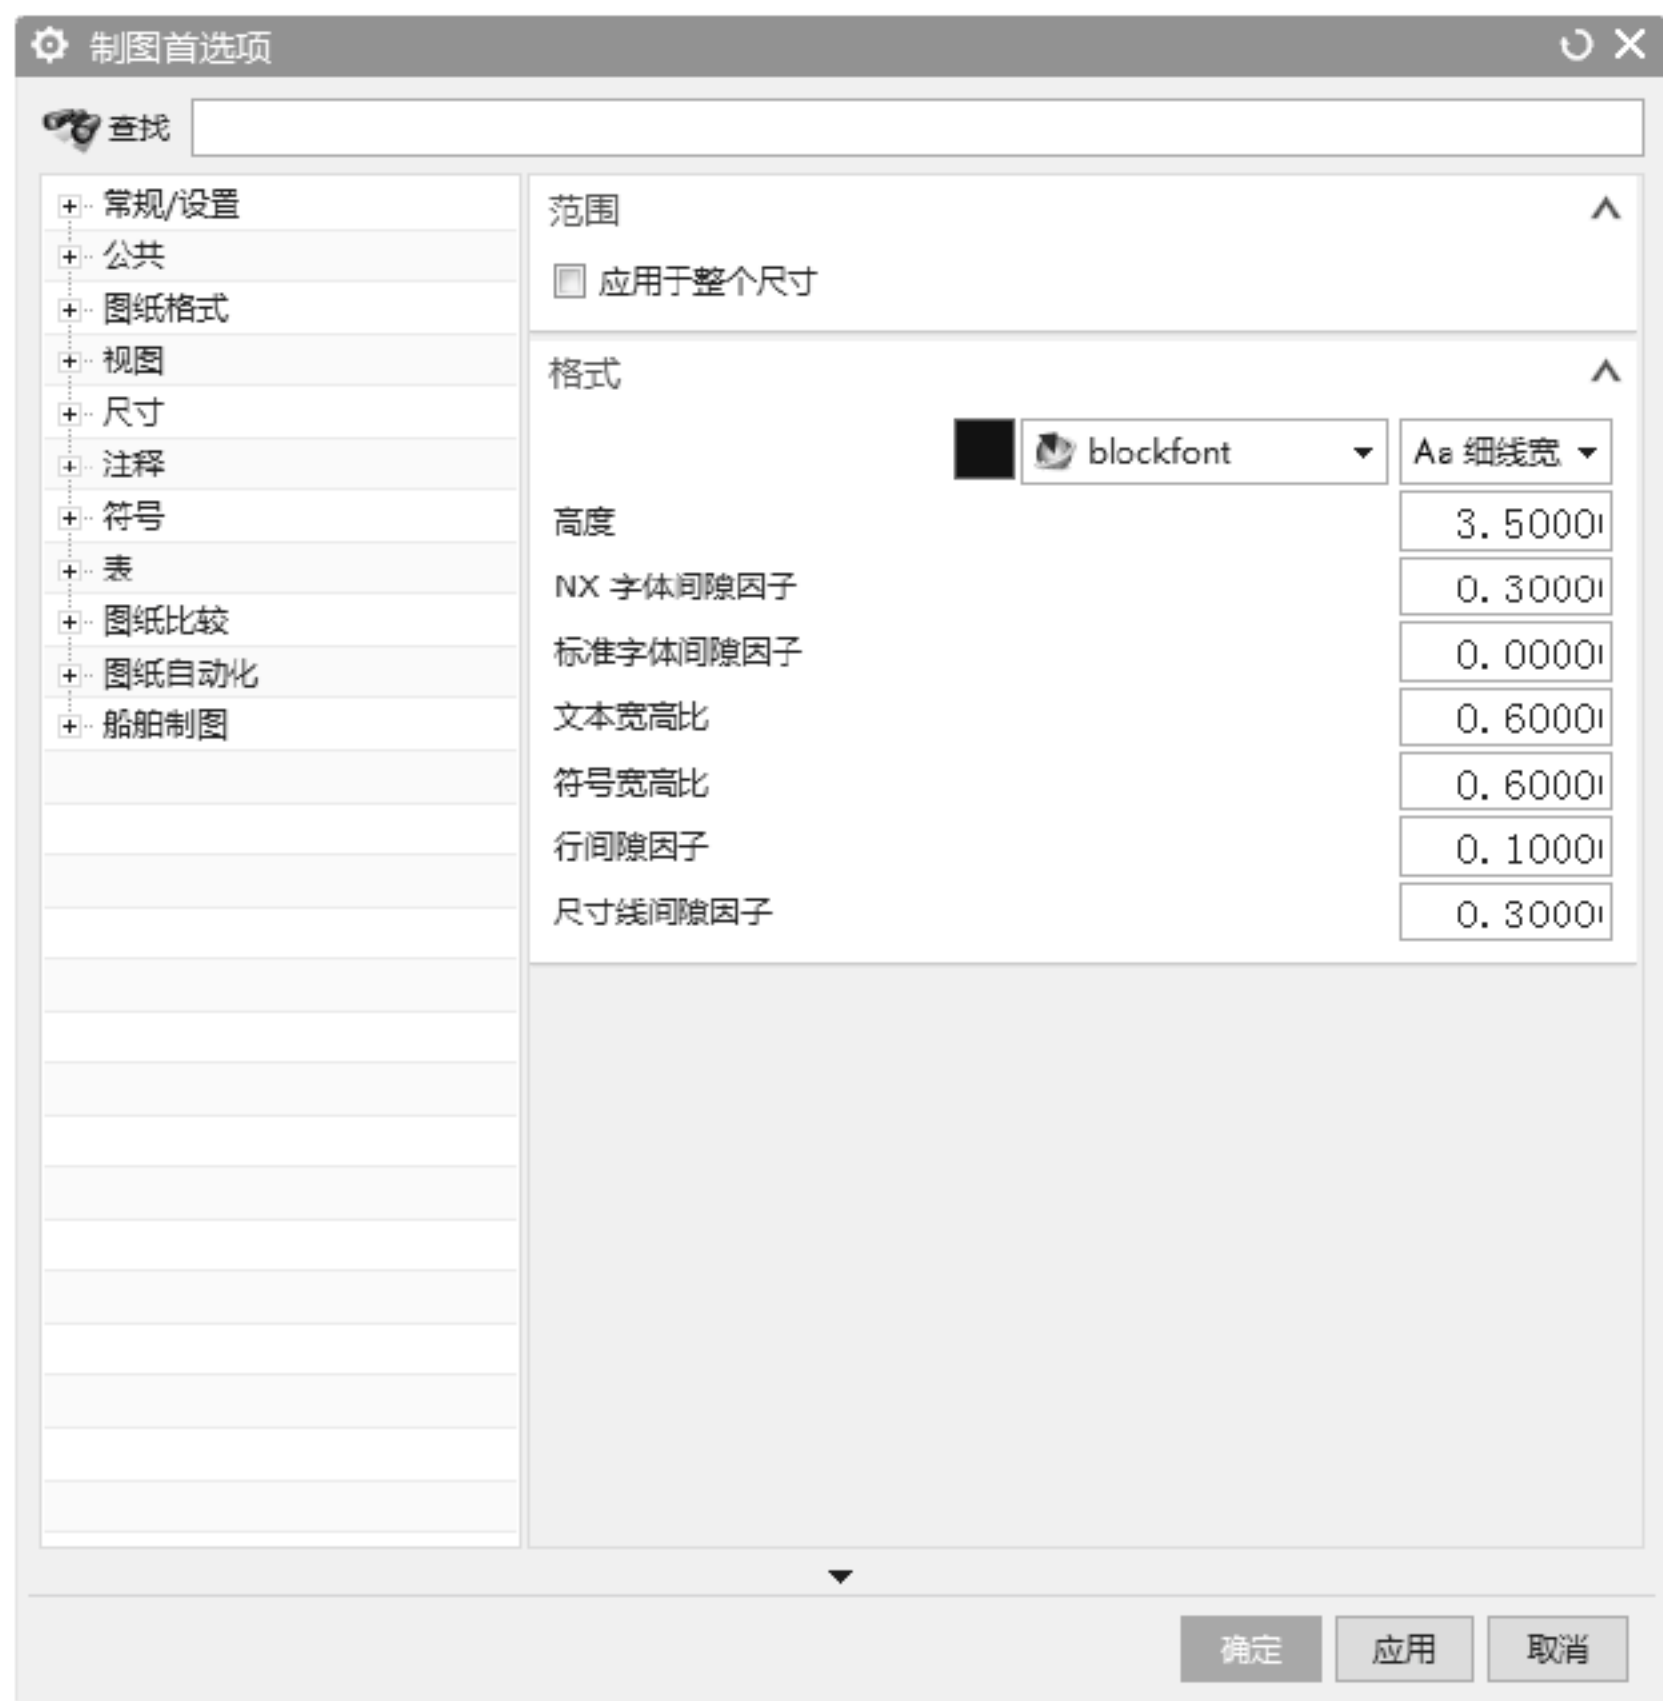 制图首选项
查找
常规/设置
公共
图纸格式
视图
尺寸
注释
符号
表
图纸比较
图纸自动化
船舶制图
范围
应用于整个尺寸
格式
blockfont
Aa 细线宽
高度 3.5000
NX 字体间隙因子 0.3000
标准字体间隙因子 0.0000
文本宽高比 0.6000
符号宽高比 0.6000
行间隙因子 0.1000
尺寸线间隙因子 0.3000
确定 应用 取消